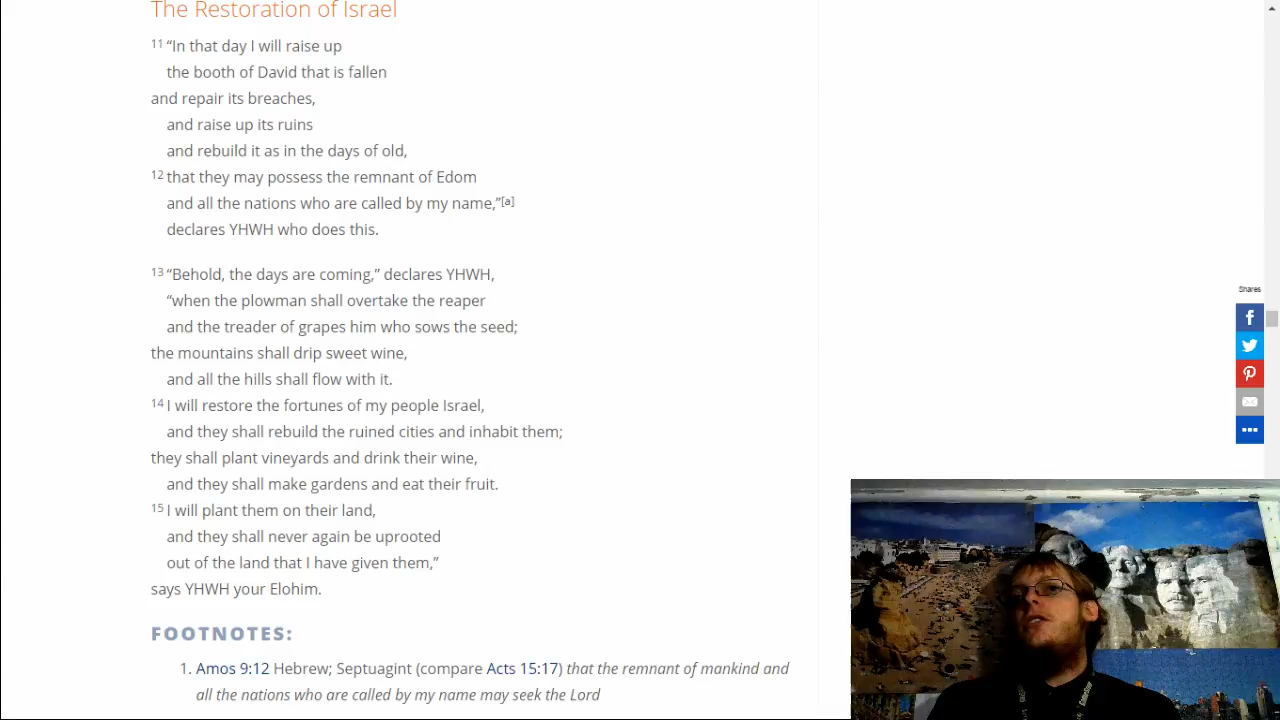 The Restoration of Israel
11 “In that day I will raise up
the booth of David that is fallen
and repair its breaches,
and raise up its ruins
and rebuild it as in the days of old,
12 that they may possess the remnant of Edom
and all the nations who are called by my name,”[a]
declares YHWH who does this.
13 “Behold, the days are coming,” declares YHWH,
“when the plowman shall overtake the reaper
and the treader of grapes him who sows the seed;
the mountains shall drip sweet wine,
and all the hills shall flow with it.
14 I will restore the fortunes of my people Israel,
and they shall rebuild the ruined cities and inhabit them;
they shall plant vineyards and drink their wine,
and they shall make gardens and eat their fruit.
15 I will plant them on their land,
and they shall never again be uprooted
out of the land that I have given them,”
says YHWH your Elohim.
FOOTNOTES:
1. Amos 9:12 Hebrew; Septuagint (compare Acts 15:17) that the remnant of mankind and
all the nations who are called by my name may seek the Lord
Shares